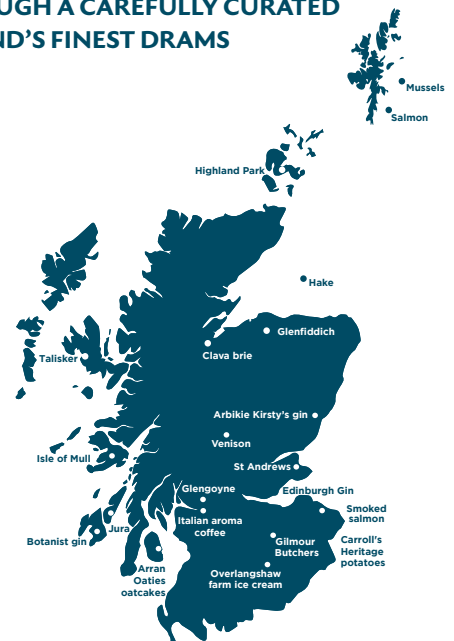 UGH A CAREFULLY CURATED
ND’S FINEST DRAMS
Mussels
Salmon
Highland Park
Hake
Glenfiddich
Clava brie
Talisker
Arbikie Kirsty’s gin
Venison
Isle of Mull
St Andrews
Glengoyne
Edinburgh Gin
Italian aroma
coffee
Smoked
salmon
Jura
Botanist gin
Gilmour
Butchers
Carroll’s
Heritage
potatoes
Arran
Oaties
oatcakes
Overlangshaw
farm ice cream